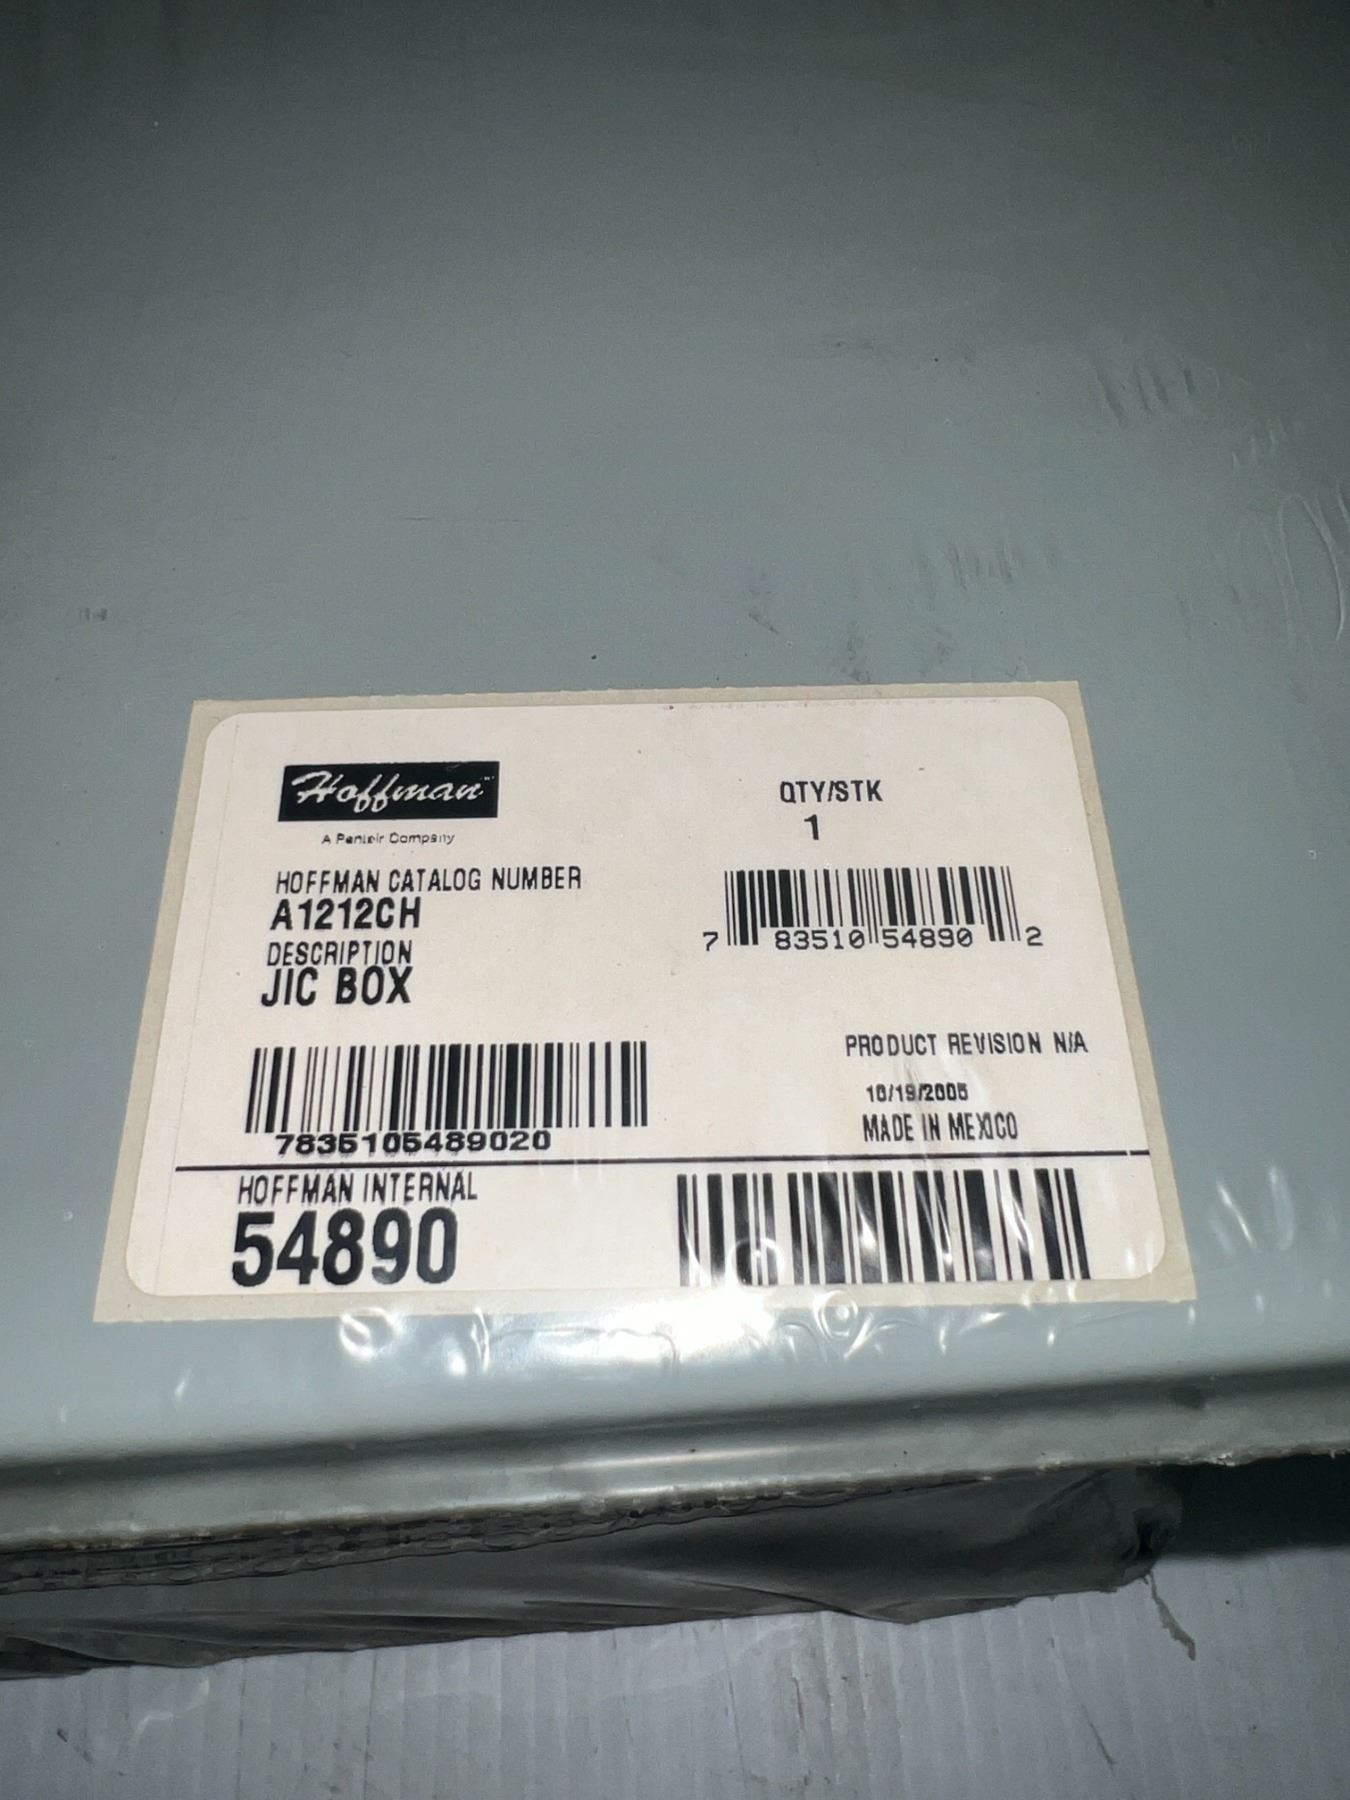 Hoffman™
A Pentair Company
QTY/STK
1
HOFFMAN CATALOG NUMBER
A1212CH
DESCRIPTION
JIC BOX
7 83510 54890 2
PRODUCT REVISION N/A
10/19/2005
MADE IN MEXICO
7835105489020
HOFFMAN INTERNAL
54890